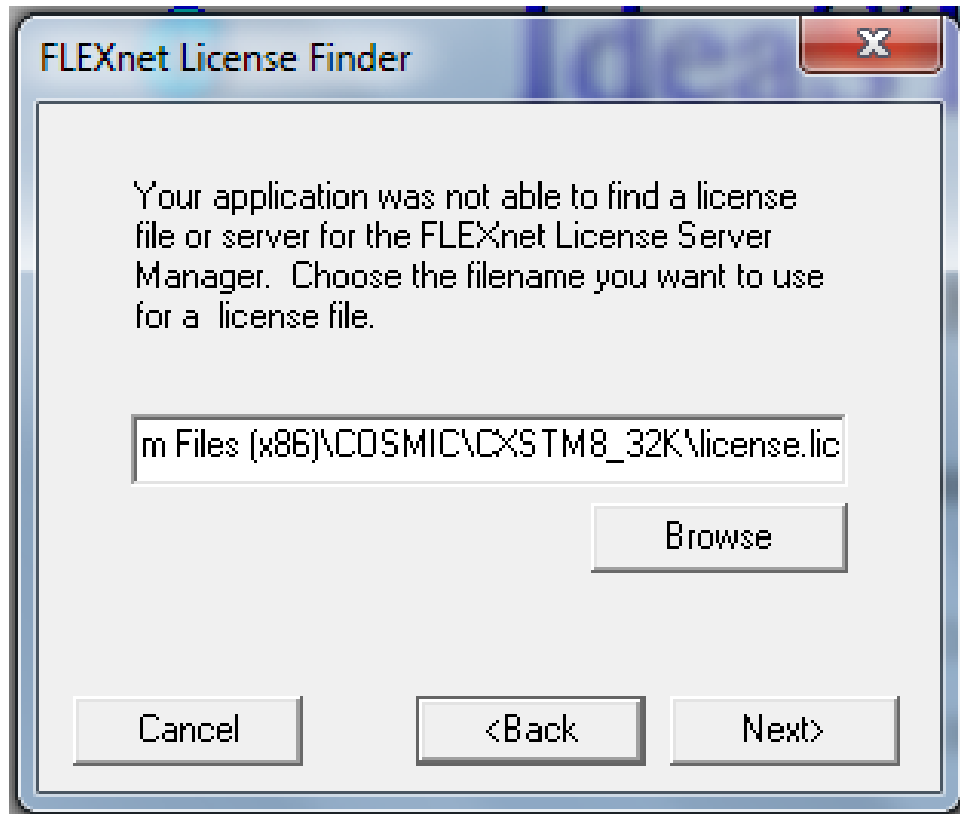 FLEXnet License Finder
Your application was not able to find a license
file or server for the FLEXnet License Server
Manager.  Choose the filename you want to use
for a  license file.
m Files (x86)\COSMIC\CXSTM8_32K\license.lic
Browse
Cancel
<Back
Next>